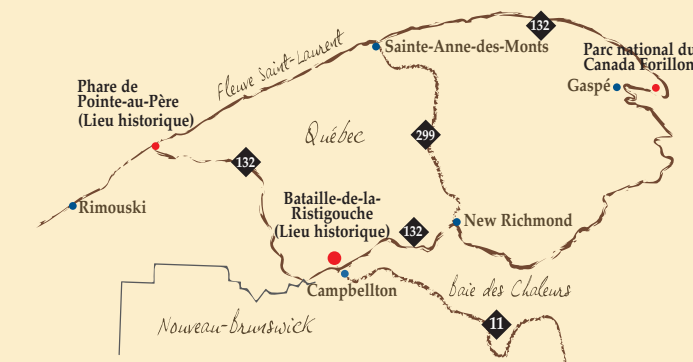 132
Sainte-Anne-des-Monts
Parc national du
Canada Forillon
Gaspé
Fleuve Saint-Laurent
Phare de
Pointe-au-Père
(Lieu historique)
Québec
299
132
Rimouski
Bataille-de-la-
Ristigouche
(Lieu historique)
132
New Richmond
Campbellton
Baie des Chaleurs
Nouveau-Brunswick
11